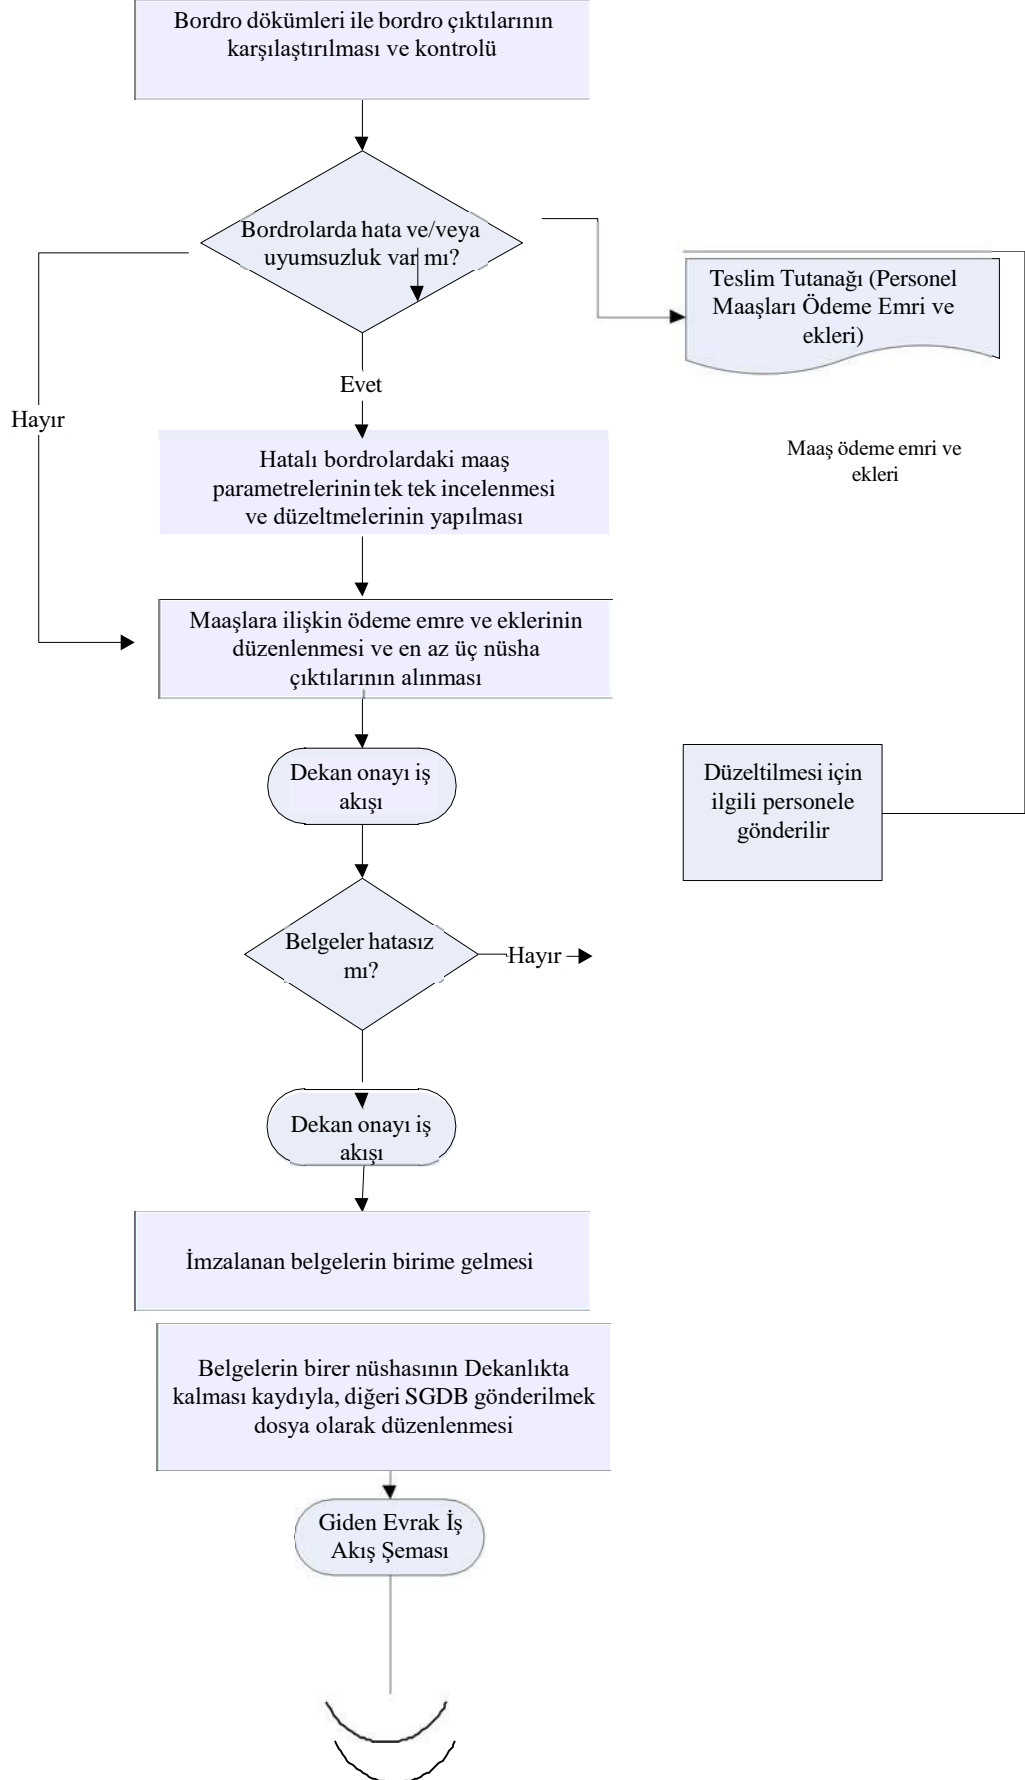 Bordro dökümleri ile bordro çıktılarının
karşılaştırılması ve kontrolü
Bordrolarda hata ve/veya
uyumsuzluk var mı?
Teslim Tutanağı (Personel
Maaşları Ödeme Emri ve
ekleri)
Evet
Hayır
Maaş ödeme emri ve
ekleri
Hatalı bordrolardaki maaş
parametrelerinin tek tek incelenmesi
ve düzeltmelerinin yapılması
Maaşlara ilişkin ödeme emre ve eklerinin
düzenlenmesi ve en az üç nüsha
çıktılarının alınması
Dekan onayı iş
akışı
Düzeltilmesi için
ilgili personele
gönderilir
Belgeler hatasız
mı?
Hayır
Dekan onayı iş
akışı
İmzalanan belgelerin birime gelmesi
Belgelerin birer nüshasının Dekanlıkta
kalması kaydıyla, diğeri SGDB gönderilmek
dosya olarak düzenlenmesi
Giden Evrak İş
Akış Şeması